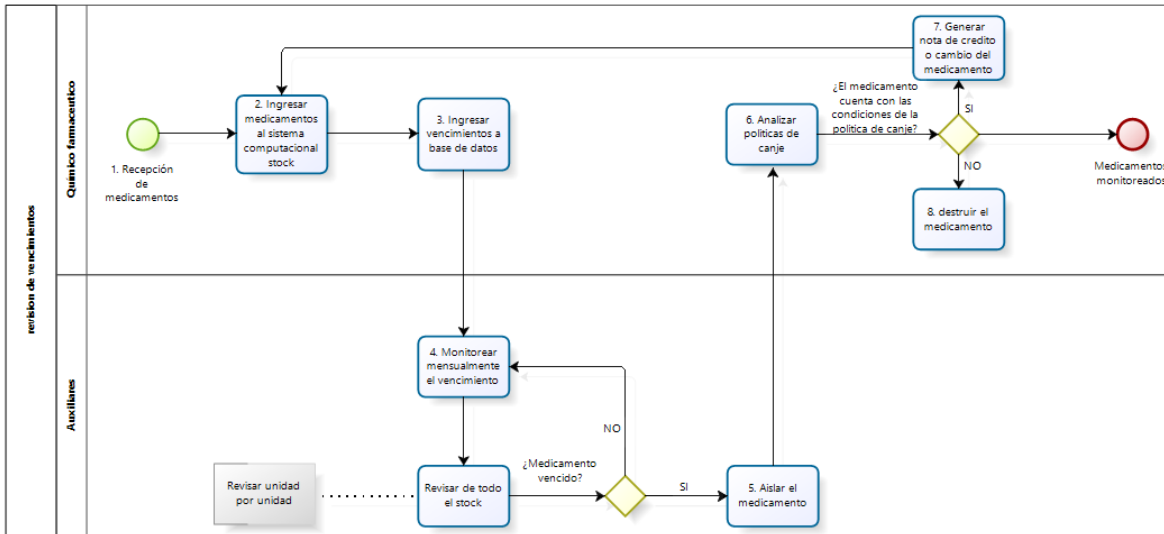 revision de vencimientos
Químico farmaceutico
1. Recepción
de
medicamentos
2. Ingresar
medicamentos
al sistema
computacional
stock
3. Ingresar
vencimientos a
base de datos
6. Analizar
politicas de
canje
¿El medicamento
cuenta con las
condiciones de la
politica de canje?
7. Generar
nota de credito
o cambio del
medicamento
SI
NO
8. destruir el
medicamento
Medicamentos
monitoreados
Auxiliares
4. Monitorear
mensualmente
el vencimiento
NO
Revisar unidad
por unidad
Revisar de todo
el stock
¿Medicamento
vencido?
SI
5. Aislar el
medicamento